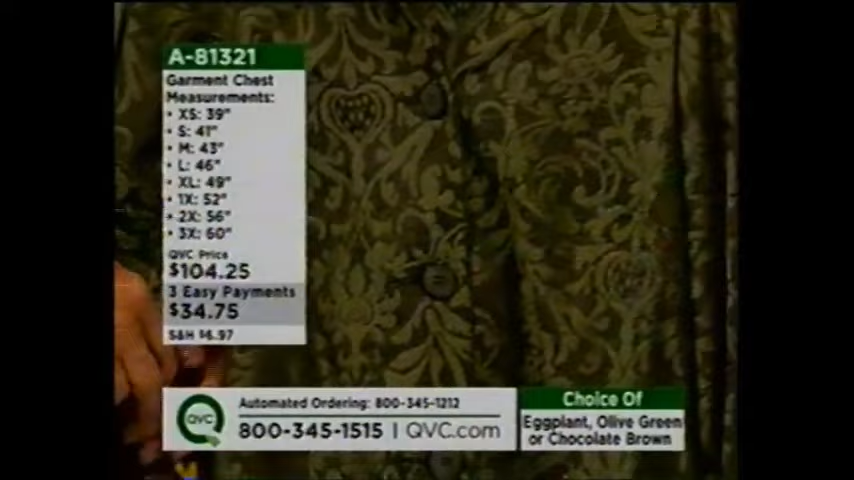 A-81321
Garment Chest
Measurements:
• XS: 39"
• S: 41"
• M: 43"
• L: 46"
• XL: 49"
• 1X: 52"
• 2X: 56"
• 3X: 60"
QVC Price
$104.25
3 Easy Payments
$34.75
S&H $6.97
QVC
Automated Ordering: 800-345-1212
800-345-1515 | QVC.com
Choice Of
Eggplant, Olive Green
or Chocolate Brown